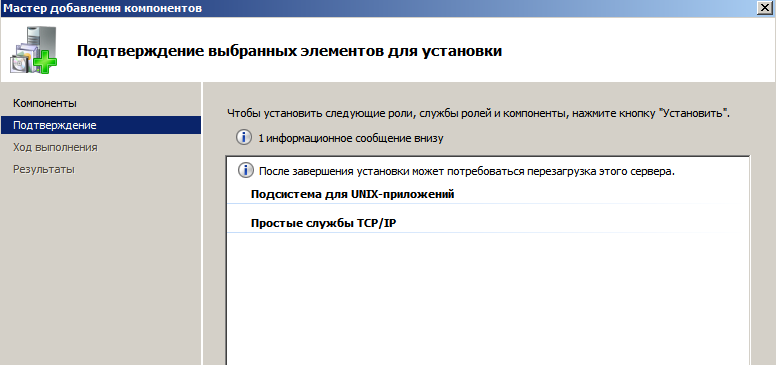 Мастер добавления компонентов
Подтверждение выбранных элементов для установки
Компоненты
Подтверждение
Ход выполнения
Результаты
Чтобы установить следующие роли, службы ролей и компоненты, нажмите кнопку "Установить".
1 информационное сообщение внизу
После завершения установки может потребоваться перезагрузка этого сервера.
Подсистема для UNIX-приложений
Простые службы TCP/IP